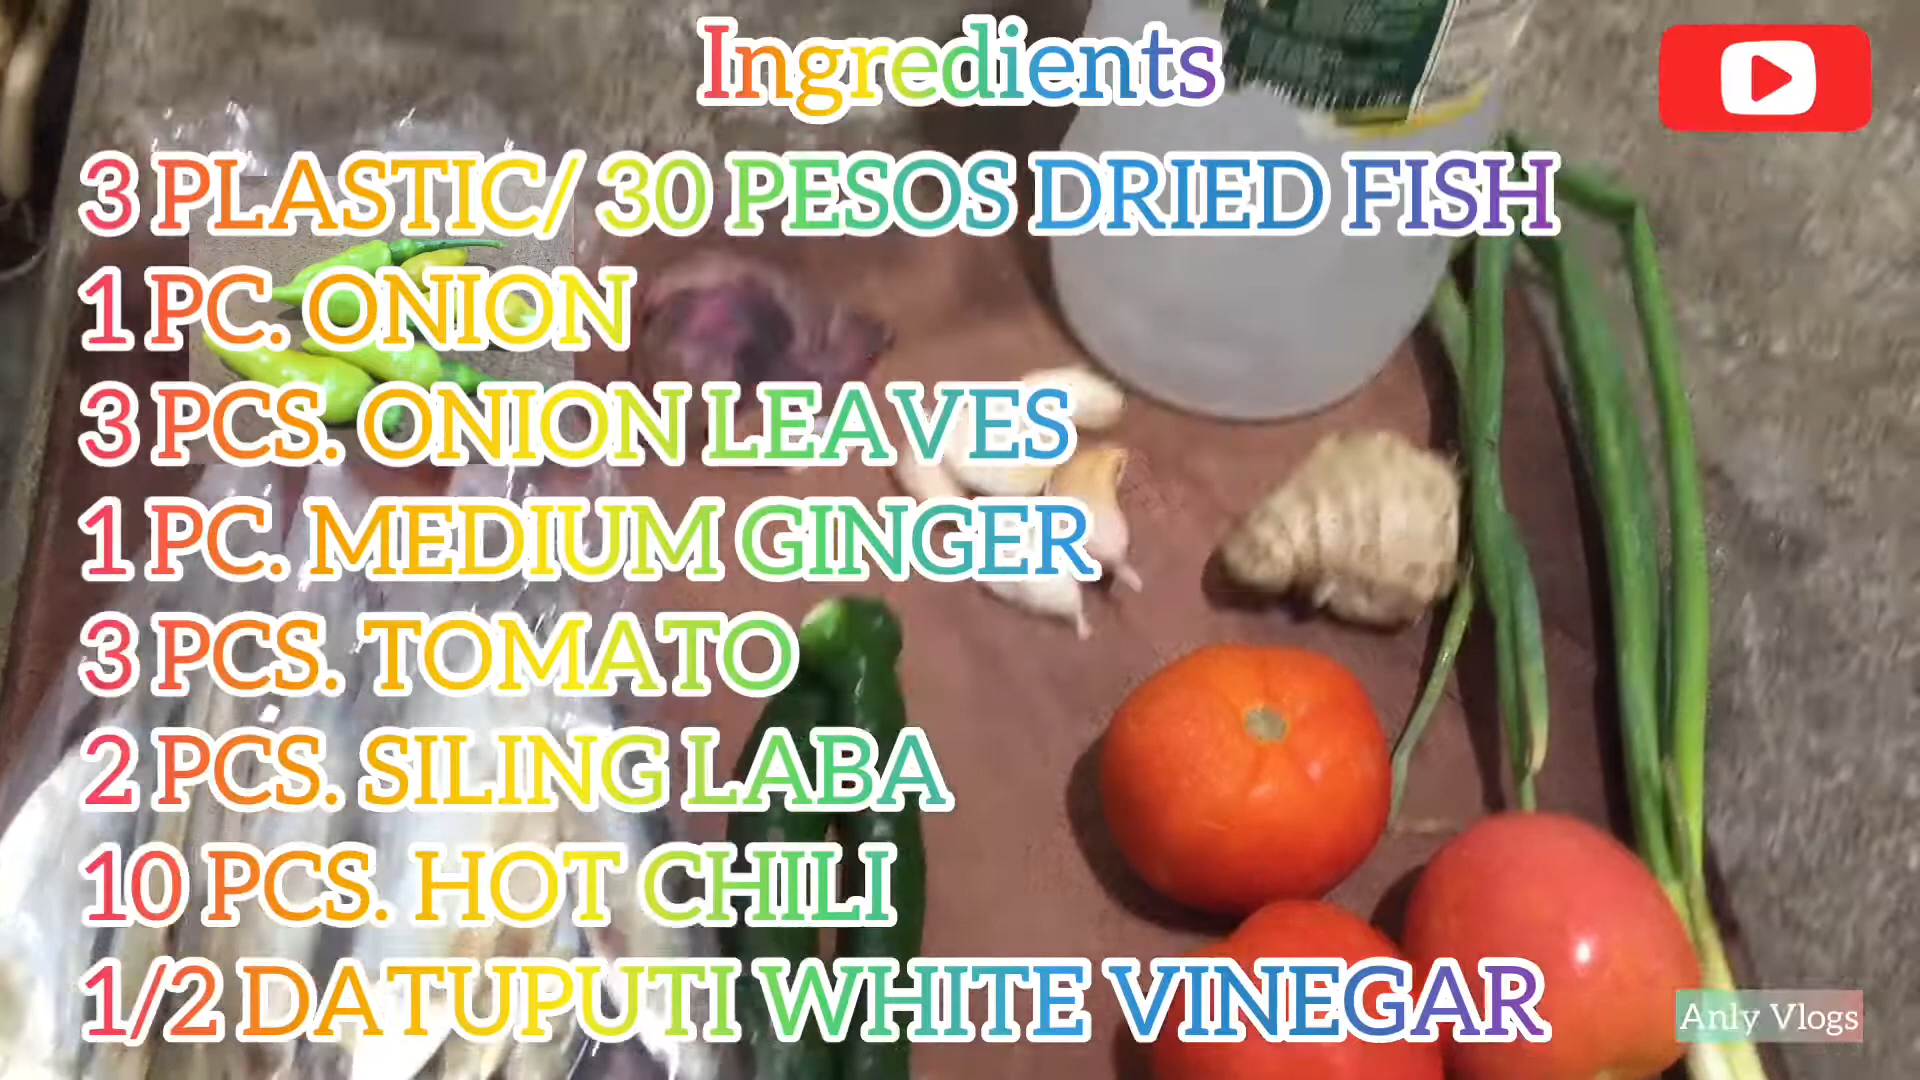 Ingredients
3 PLASTIC/ 30 PESOS DRIED FISH
1 PC. ONION
3 PCS. ONION LEAVES
1 PC. MEDIUM GINGER
3 PCS. TOMATO
2 PCS. SILING LABA
10 PCS. HOT CHILI
1/2 DATUPUTI WHITE VINEGAR
Anly Vlogs